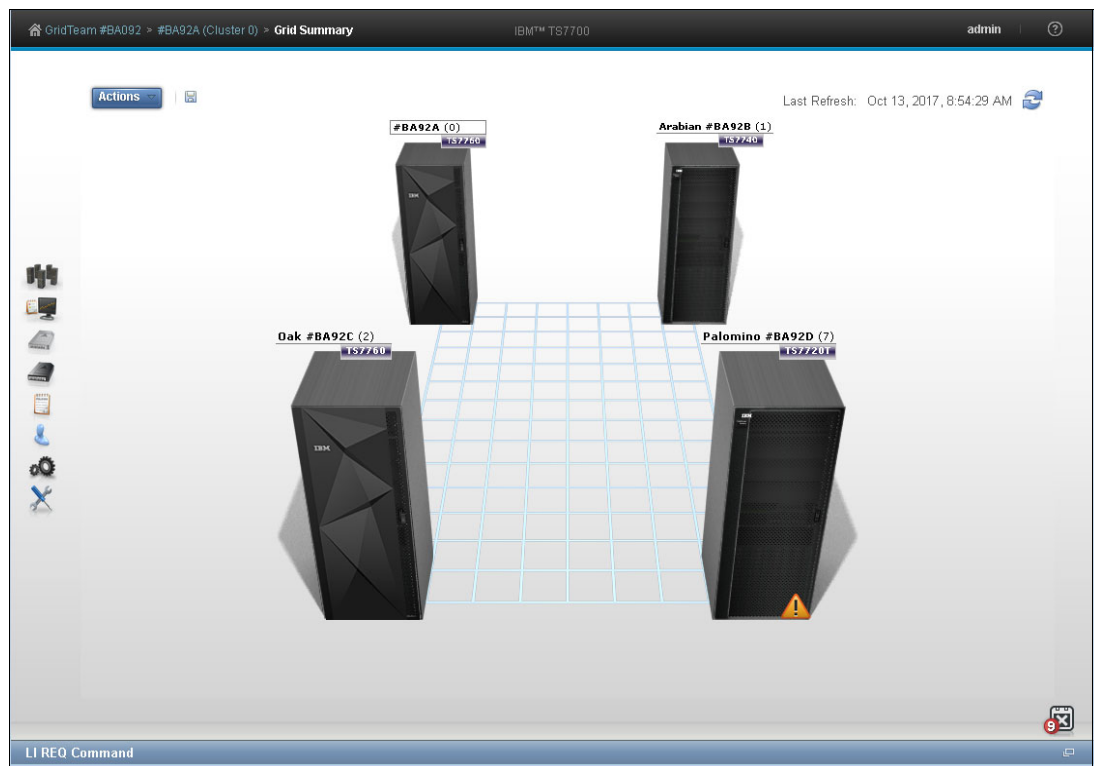 GridTeam #BA092 > #BA92A (Cluster 0) > Grid Summary IBM™ TS7700 admin ?
Actions Last Refresh: Oct 13, 2017, 8:54:29 AM
#BA92A (0) Arabian #BA92B (1)
TS7760 TS7740
IBM
Oak #BA92C (2) Palomino #BA92D (7)
TS7760 TS7720T
IBM
9
LI REQ Command